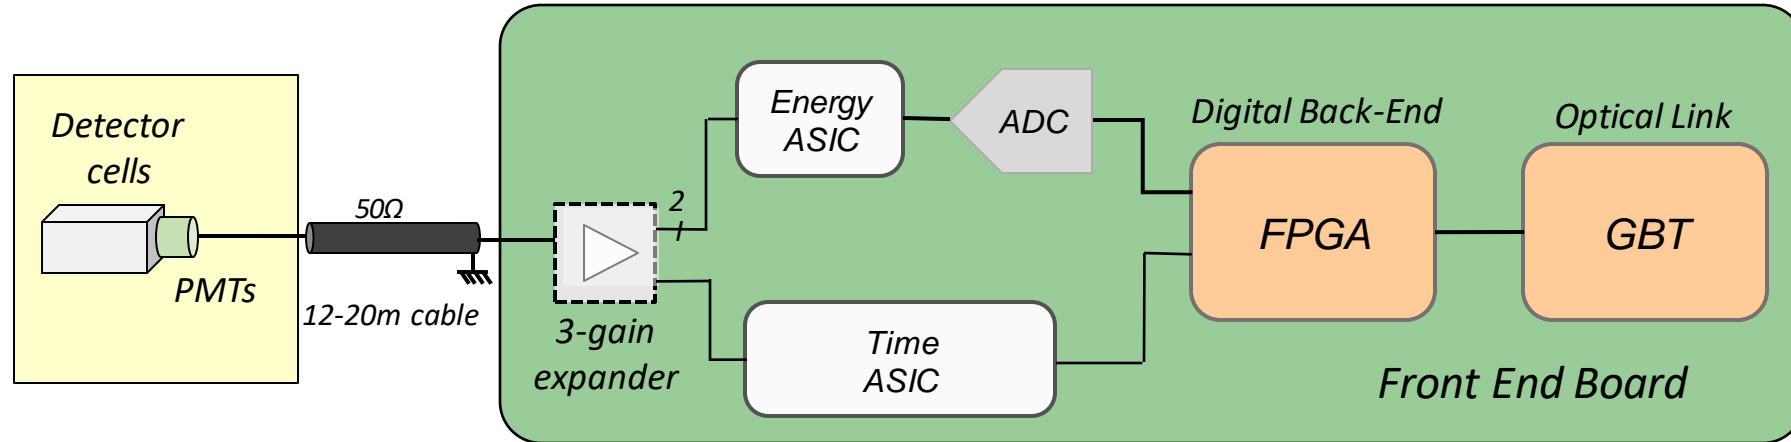 Detector
cells
PMTs
50Ω
12-20m cable
3-gain
expander
2
Energy
ASIC
ADC
Time
ASIC
Digital Back-End
FPGA
Optical Link
GBT
Front End Board